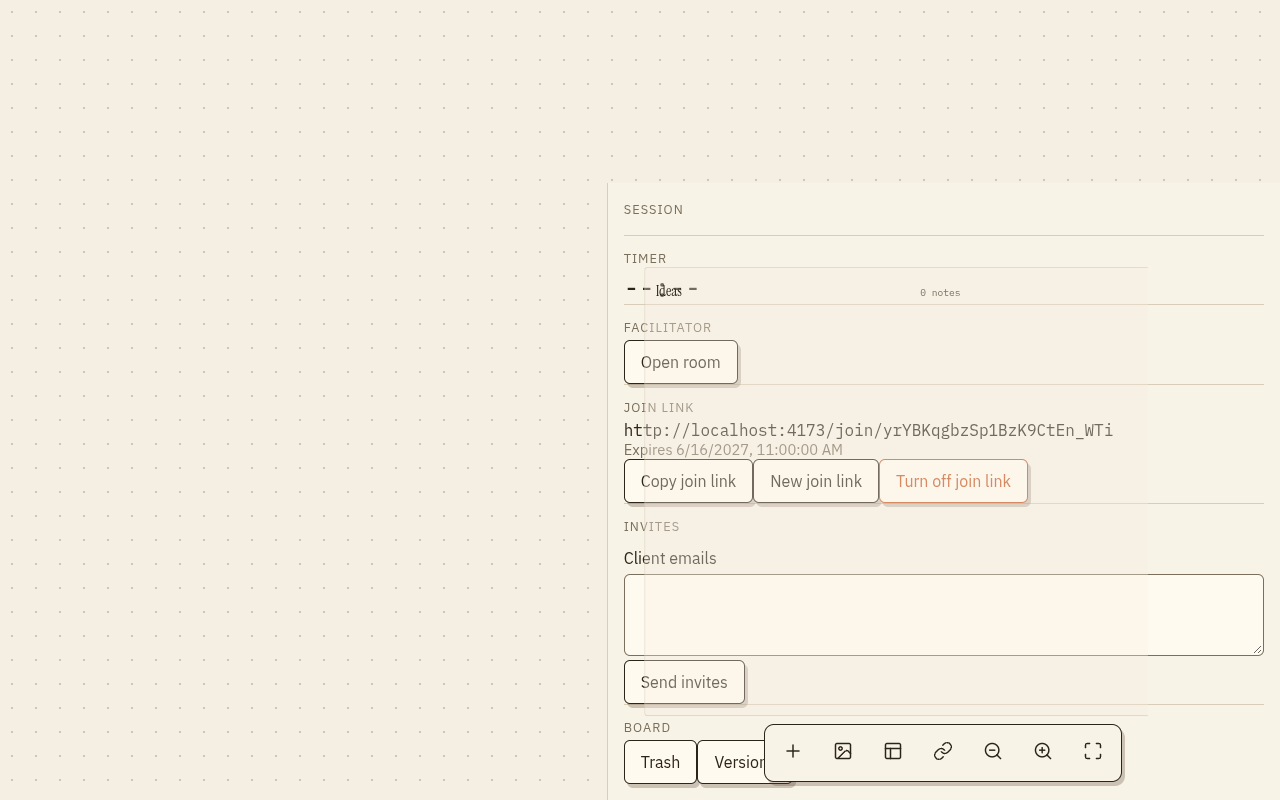 SESSION
TIMER
Ideas
0 notes
FACILITATOR
Open room
JOIN LINK
http://localhost:4173/join/yrYBKqgbzSp1BzK9CtEn_WTi
Expires 6/16/2027, 11:00:00 AM
Copy join link New join link Turn off join link
INVITES
Client emails
Send invites
BOARD
Trash